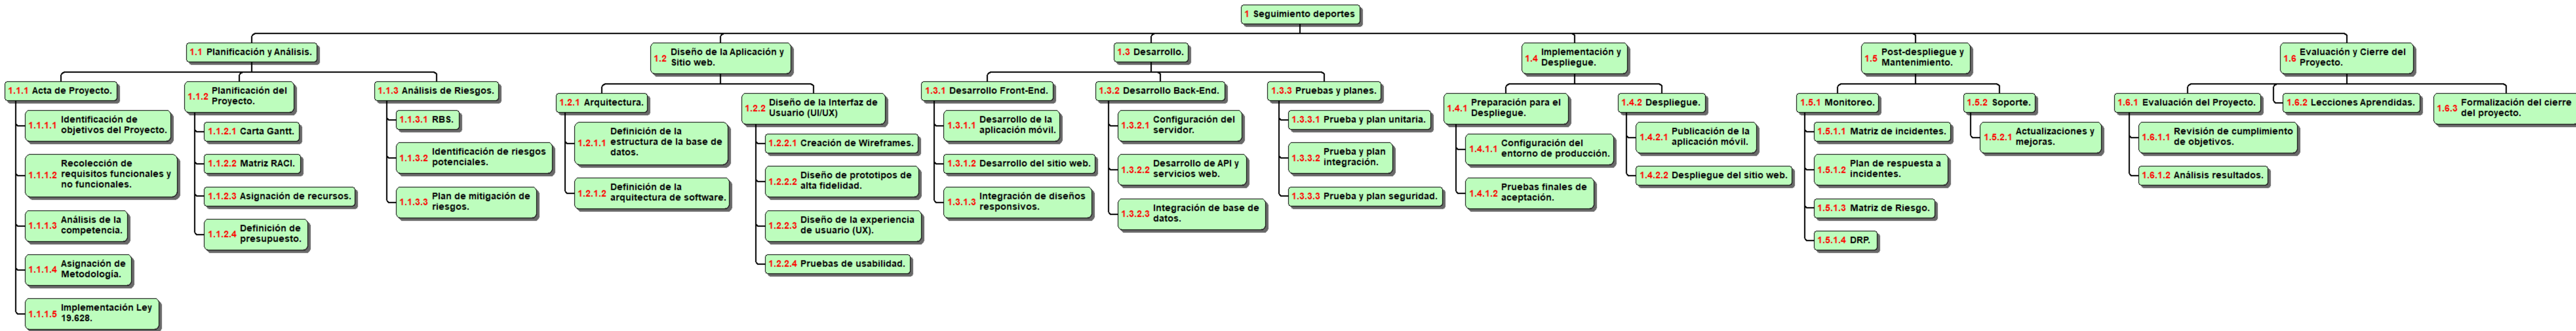 1 Seguimiento deportes
1.1 Planificación y Análisis.
1.1.1 Acta de Proyecto.
1.1.1.1 Identificación de
objetivos del Proyecto.
1.1.1.2 Recolección de
requisitos funcionales y
no funcionales.
1.1.1.3 Análisis de la
competencia.
1.1.1.4 Asignación de
Metodología.
1.1.1.5 Implementación Ley
19.628.
1.1.2 Planificación del
Proyecto.
1.1.2.1 Carta Gantt.
1.1.2.2 Matriz RACI.
1.1.2.3 Asignación de recursos.
1.1.2.4 Definición de
presupuesto.
1.1.3 Análisis de Riesgos.
1.1.3.1 RBS.
1.1.3.2 Identificación de riesgos
potenciales.
1.1.3.3 Plan de mitigación de
riesgos.
1.2 Diseño de la Aplicación y
Sitio web.
1.2.1 Arquitectura.
1.2.1.1 Definición de la
estructura de la base de
datos.
1.2.1.2 Definición de la
arquitectura de software.
1.2.2 Diseño de la Interfaz de
Usuario (UI/UX)
1.2.2.1 Creación de Wireframes.
1.2.2.2 Diseño de prototipos de
alta fidelidad.
1.2.2.3 Diseño de la experiencia
de usuario (UX).
1.2.2.4 Pruebas de usabilidad.
1.3 Desarrollo.
1.3.1 Desarrollo Front-End.
1.3.1.1 Desarrollo de la
aplicación móvil.
1.3.1.2 Desarrollo del sitio web.
1.3.1.3 Integración de diseños
responsivos.
1.3.2 Desarrollo Back-End.
1.3.2.1 Configuración del
servidor.
1.3.2.2 Desarrollo de API y
servicios web.
1.3.2.3 Integración de base de
datos.
1.3.3 Pruebas y planes.
1.3.3.1 Prueba y plan unitaria.
1.3.3.2 Prueba y plan
integración.
1.3.3.3 Prueba y plan seguridad.
1.4 Implementación y
Despliegue.
1.4.1 Preparación para el
Despliegue.
1.4.1.1 Configuración del
entorno de producción.
1.4.1.2 Pruebas finales de
aceptación.
1.4.2 Despliegue.
1.4.2.1 Publicación de la
aplicación móvil.
1.4.2.2 Despliegue del sitio web.
1.5 Post-despliegue y
Mantenimiento.
1.5.1 Monitoreo.
1.5.1.1 Matriz de incidentes.
1.5.1.2 Plan de respuesta a
incidentes.
1.5.1.3 Matriz de Riesgo.
1.5.1.4 DRP.
1.5.2 Soporte.
1.5.2.1 Actualizaciones y
mejoras.
1.6 Evaluación y Cierre del
Proyecto.
1.6.1 Evaluación del Proyecto.
1.6.1.1 Revisión de cumplimiento
de objetivos.
1.6.1.2 Análisis resultados.
1.6.2 Lecciones Aprendidas.
1.6.3 Formalización del cierre
del proyecto.